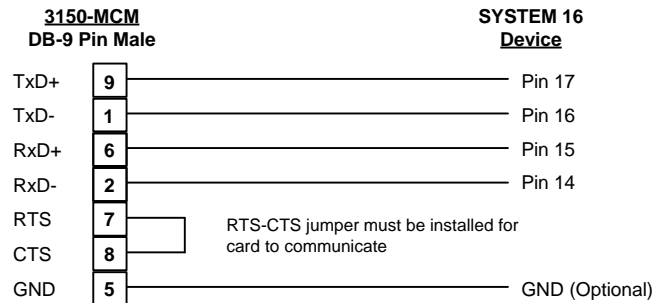 3150-MCM SYSTEM 16
DB-9 Pin Male Device
TxD+ 9 Pin 17
TxD- 1 Pin 16
RxD+ 6 Pin 15
RxD- 2 Pin 14
RTS 7 RTS-CTS jumper must be installed for
CTS 8 card to communicate
GND 5 GND (Optional)